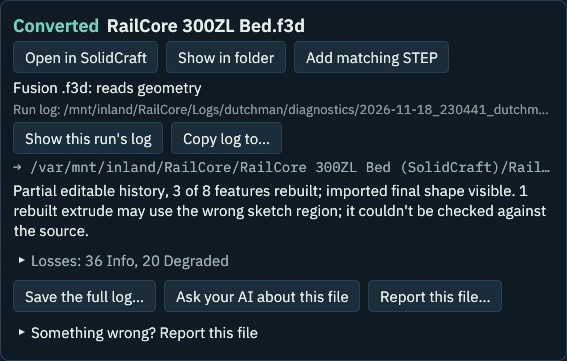 Converted RailCore 300ZL Bed.f3d
Open in SolidCraft Show in folder Add matching STEP
Fusion .f3d: reads geometry
Run log: /mnt/inland/RailCore/Logs/dutchman/diagnostics/2026-11-18_230441_dutchm...
Show this run's log Copy log to...
→ /var/mnt/inland/RailCore/RailCore 300ZL Bed (SolidCraft)/Rail...
Partial editable history, 3 of 8 features rebuilt; imported final shape visible. 1
rebuilt extrude may use the wrong sketch region; it couldn't be checked against
the source.
▸ Losses: 36 Info, 20 Degraded
Save the full log... Ask your AI about this file Report this file...
▸ Something wrong? Report this file